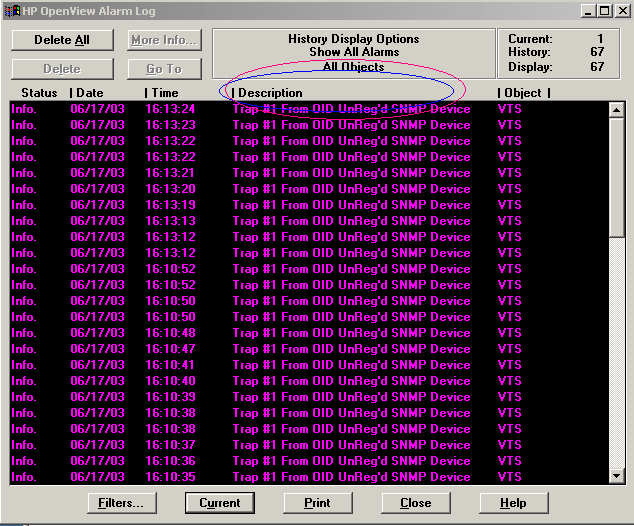 HP OpenView Alarm Log
Delete All More Info... History Display Options Current: 1
Show All Alarms History: 67
Delete Go To All Objects Display: 67
Status | Date | Time | Description | Object |
Info. 06/17/03 16:13:24 Trap #1 From OID UnReg'd SNMP Device VTS
Info. 06/17/03 16:13:23 Trap #1 From OID UnReg'd SNMP Device VTS
Info. 06/17/03 16:13:22 Trap #1 From OID UnReg'd SNMP Device VTS
Info. 06/17/03 16:13:22 Trap #1 From OID UnReg'd SNMP Device VTS
Info. 06/17/03 16:13:21 Trap #1 From OID UnReg'd SNMP Device VTS
Info. 06/17/03 16:13:20 Trap #1 From OID UnReg'd SNMP Device VTS
Info. 06/17/03 16:13:19 Trap #1 From OID UnReg'd SNMP Device VTS
Info. 06/17/03 16:13:13 Trap #1 From OID UnReg'd SNMP Device VTS
Info. 06/17/03 16:13:12 Trap #1 From OID UnReg'd SNMP Device VTS
Info. 06/17/03 16:13:12 Trap #1 From OID UnReg'd SNMP Device VTS
Info. 06/17/03 16:10:52 Trap #1 From OID UnReg'd SNMP Device VTS
Info. 06/17/03 16:10:52 Trap #1 From OID UnReg'd SNMP Device VTS
Info. 06/17/03 16:10:50 Trap #1 From OID UnReg'd SNMP Device VTS
Info. 06/17/03 16:10:50 Trap #1 From OID UnReg'd SNMP Device VTS
Info. 06/17/03 16:10:48 Trap #1 From OID UnReg'd SNMP Device VTS
Info. 06/17/03 16:10:47 Trap #1 From OID UnReg'd SNMP Device VTS
Info. 06/17/03 16:10:41 Trap #1 From OID UnReg'd SNMP Device VTS
Info. 06/17/03 16:10:40 Trap #1 From OID UnReg'd SNMP Device VTS
Info. 06/17/03 16:10:39 Trap #1 From OID UnReg'd SNMP Device VTS
Info. 06/17/03 16:10:38 Trap #1 From OID UnReg'd SNMP Device VTS
Info. 06/17/03 16:10:38 Trap #1 From OID UnReg'd SNMP Device VTS
Info. 06/17/03 16:10:37 Trap #1 From OID UnReg'd SNMP Device VTS
Info. 06/17/03 16:10:36 Trap #1 From OID UnReg'd SNMP Device VTS
Info. 06/17/03 16:10:35 Trap #1 From OID UnReg'd SNMP Device VTS
Filters... Current Print Close Help